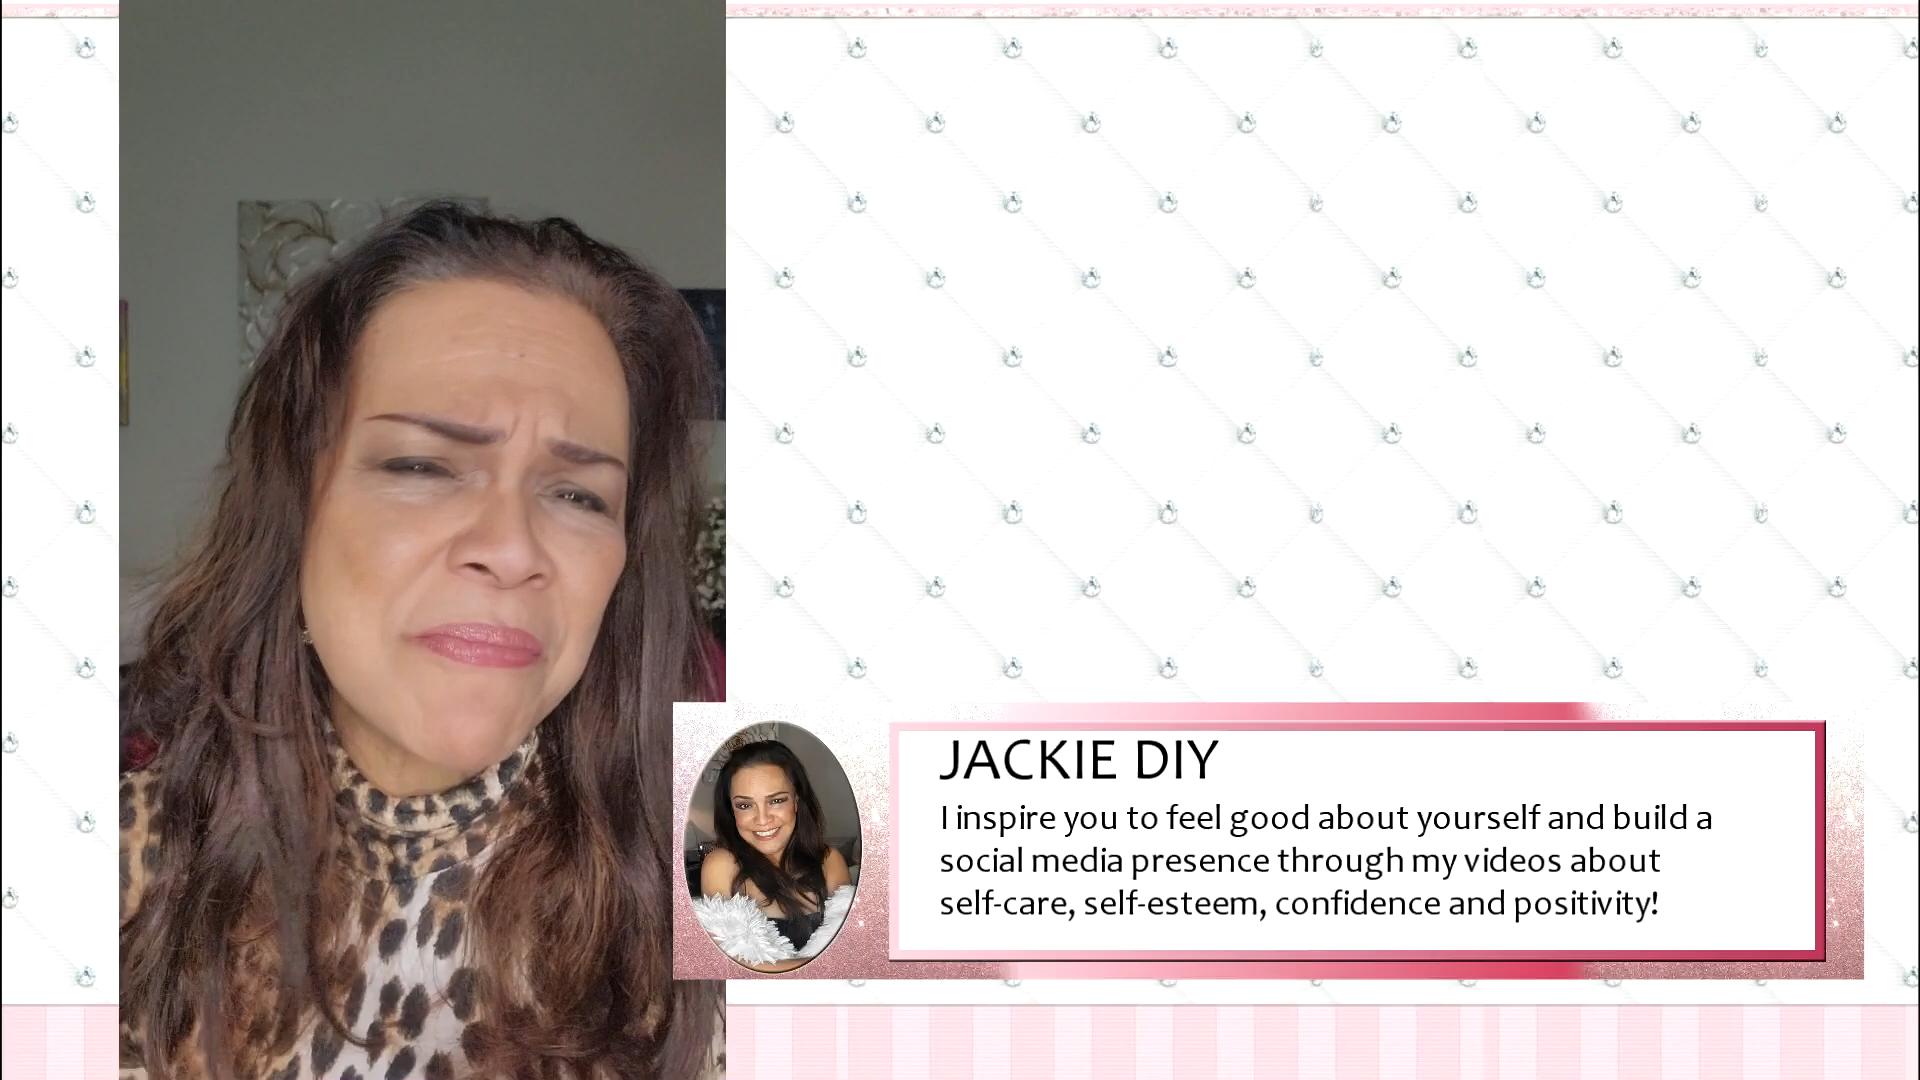 JACKIE DIY
I inspire you to feel good about yourself and build a
social media presence through my videos about
self-care, self-esteem, confidence and positivity!